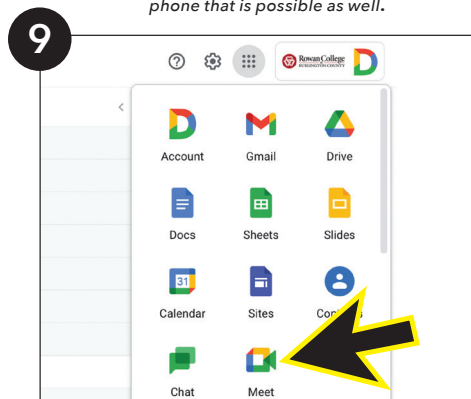 phone that is possible as well.
9
Rowan College
BURLINGTON COUNTY
Account Gmail Drive
Docs Sheets Slides
31
Calendar Sites
Chat Meet